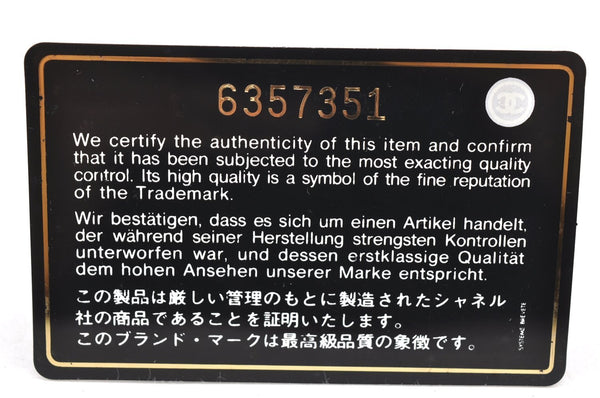 6357351
We certify the authenticity of this item and confirm
that it has been subjected to the most exacting quality
control. Its high quality is a symbol of the fine reputation
of the Trademark.
Wir bestätigen, dass es sich um einen Artikel handelt,
der während seiner Herstellung strengsten Kontrollen
unterworfen war, und dessen erstklassige Qualität
dem hohen Ansehen unserer Marke entspricht.
この製品は厳しい管理のもとに製造されたシャネル
社の商品であることを証明いたします。
このブランド・マークは最高級品質の象徴です。